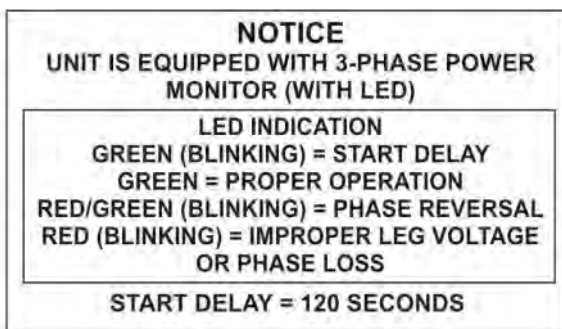 NOTICE
UNIT IS EQUIPPED WITH 3-PHASE POWER
MONITOR (WITH LED)
LED INDICATION
GREEN (BLINKING) = START DELAY
GREEN = PROPER OPERATION
RED/GREEN (BLINKING) = PHASE REVERSAL
RED (BLINKING) = IMPROPER LEG VOLTAGE
OR PHASE LOSS
START DELAY = 120 SECONDS